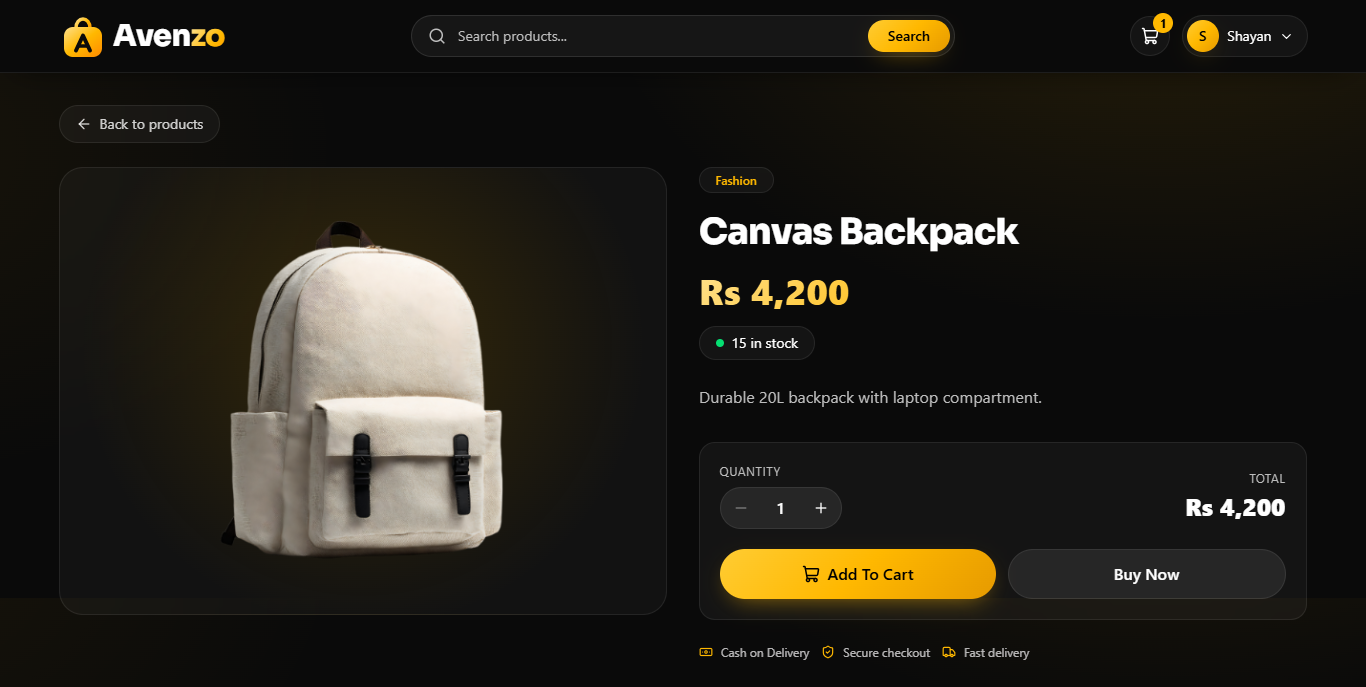 Avenzo
Search products...
Search
1
S
Shayan
Back to products
Fashion
Canvas Backpack
Rs 4,200
15 in stock
Durable 20L backpack with laptop compartment.
QUANTITY
TOTAL
1
Rs 4,200
Add To Cart
Buy Now
Cash on Delivery
Secure checkout
Fast delivery